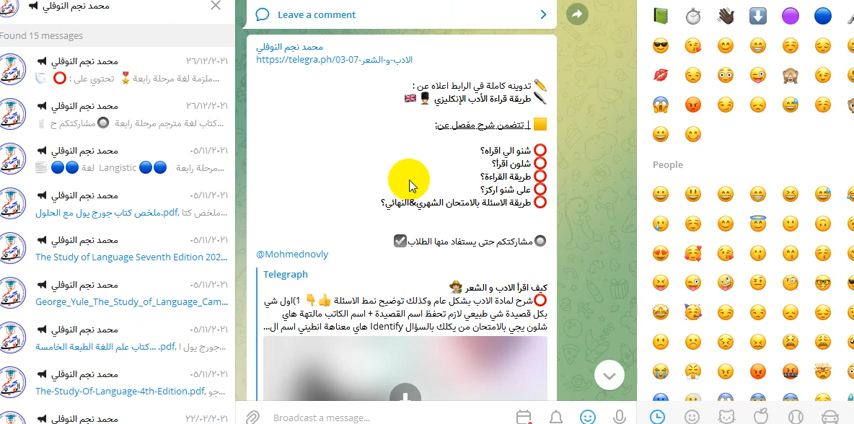 محمد نجم النوفلي
Found 15 messages
محمد نجم النوفلي
٢٦/١٢/٢٠٢١
ملزمة لغة مرحلة رابعة 🎖 تحتوي على : ⭕
محمد نجم النوفلي
٢٦/١٢/٢٠٢١
كتاب لغة مترجم مرحلة رابعة 🔘 مشاركتكم ح
محمد نجم النوفلي
٠٥/١١/٢٠٢١
مرحلة رابعة 🔵🔵 Langistic لغة 🔵🔵
محمد نجم النوفلي
٠٥/١١/٢٠٢١
ملخص كتاب جورج يول مع الحلول.pdf, ملخص كتا...
محمد نجم النوفلي
٠٥/١١/٢٠٢١
The Study of Language Seventh Edition 202...
محمد نجم النوفلي
٠٥/١١/٢٠٢١
George_Yule_The_Study_of_Language_Cam...
محمد نجم النوفلي
٠٥/١١/٢٠٢١
كتاب علم اللغة الطبعة الخامسة....pdf, جورج يول ا...
محمد نجم النوفلي
٠٥/١١/٢٠٢١
The-Study-Of-Language-4th-Edition.pdf, جو...
محمد نجم النوفلي
٢٢/٠٢/٢٠٢١
Leave a comment
محمد نجم النوفلي
https://telegra.ph/03-07-الادب-و-الشعر
✏️ تدوينه كاملة في الرابط اعلاه عن :
🖋 طريقة قراءة الأدب الإنكليزي 💂🏻 🇬🇧
🟨 | تتضمن شرح مفصل عن:
⭕ شنو الي اقراه؟
⭕ شلون اقرأ؟
⭕ طريقة القراءة؟
⭕ على شنو اركز؟
⭕ طريقة الاسئلة بالامتحان الشهري&النهائي؟
🔘 مشاركتكم حتى يستفاد منها الطلاب☑️
@Mohmednovly
Telegraph
كيف اقرأ الادب و الشعر
⭕شرح لمادة الادب بشكل عام وكذلك توضيح نمط الاسئلة 👍👇 1)اول شي
بكل قصيدة شي طبيعي لازم تحفظ اسم القصيدة + اسم الكاتب مالتهة هاي
شلون يجي بالامتحان من يكلك بالسؤال Identify هاي معناهة انطيني اسم ال...
Broadcast a message...
People